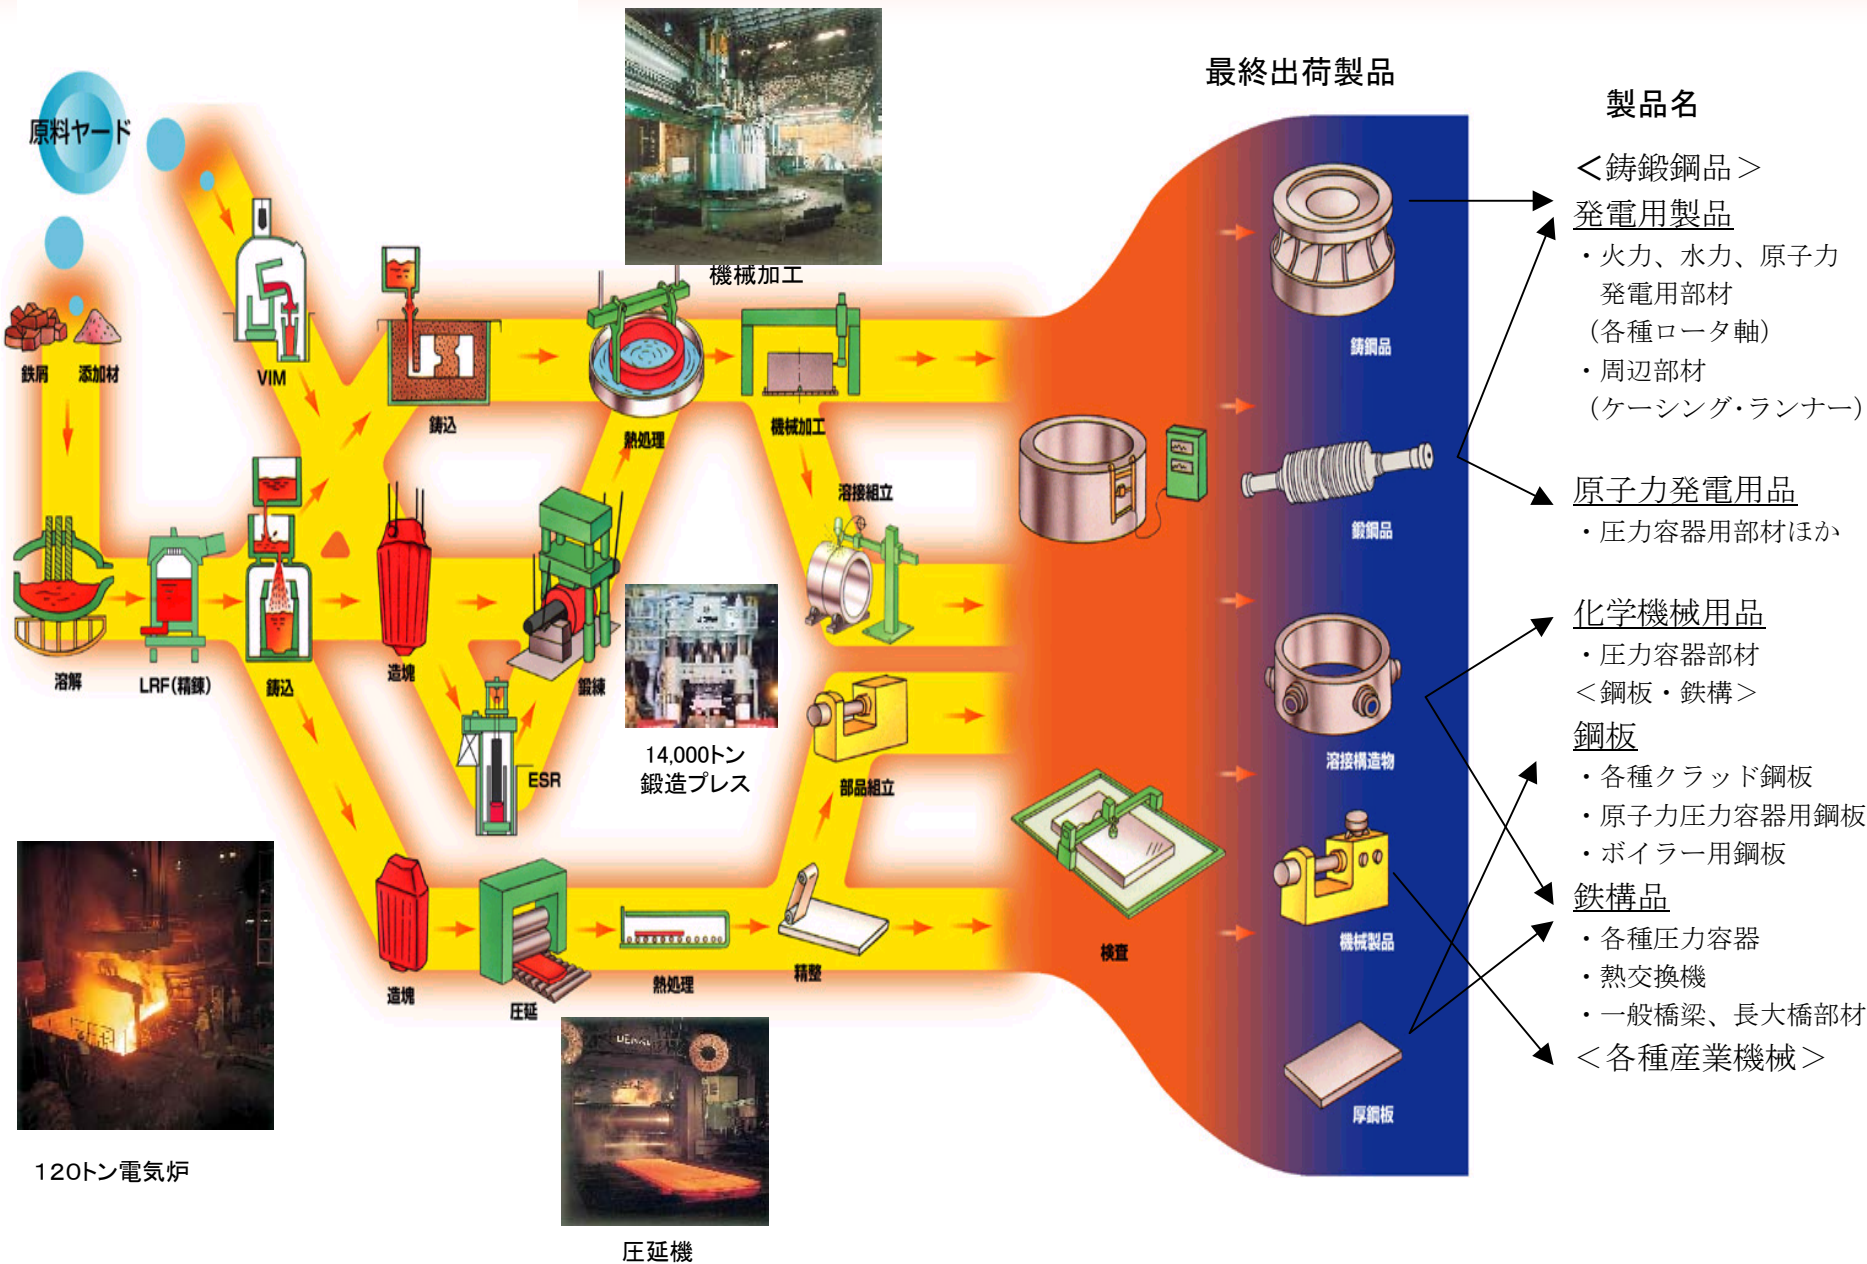 最終出荷製品
製品名
原料ヤード
鉄屑
添加材
VIM
鋳込
熱処理
機械加工
機械加工
溶接組立
溶解
LRF(精錬)
鋳込
造塊
鍛練
ESR
14,000トン
鍛造プレス
部品組立
造塊
圧延
熱処理
精整
検査
120トン電気炉
圧延機
鋳鋼品
鍛鋼品
溶接構造物
機械製品
厚鋼板
＜鋳鍛鋼品＞
発電用製品
・火力、水力、原子力
発電用部材
（各種ロータ軸）
・周辺部材
（ケーシング・ランナー）
原子力発電用品
・圧力容器用部材ほか
化学機械用品
・圧力容器部材
＜鋼板・鉄構＞
鋼板
・各種クラッド鋼板
・原子力圧力容器用鋼板
・ボイラー用鋼板
鉄構品
・各種圧力容器
・熱交換機
・一般橋梁、長大橋部材
＜各種産業機械＞